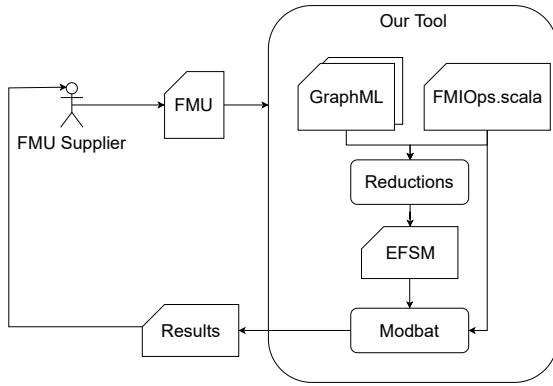 Our Tool
GraphML
FMIOps.scala
FMU
FMU Supplier
Reductions
EFSM
Results
Modbat